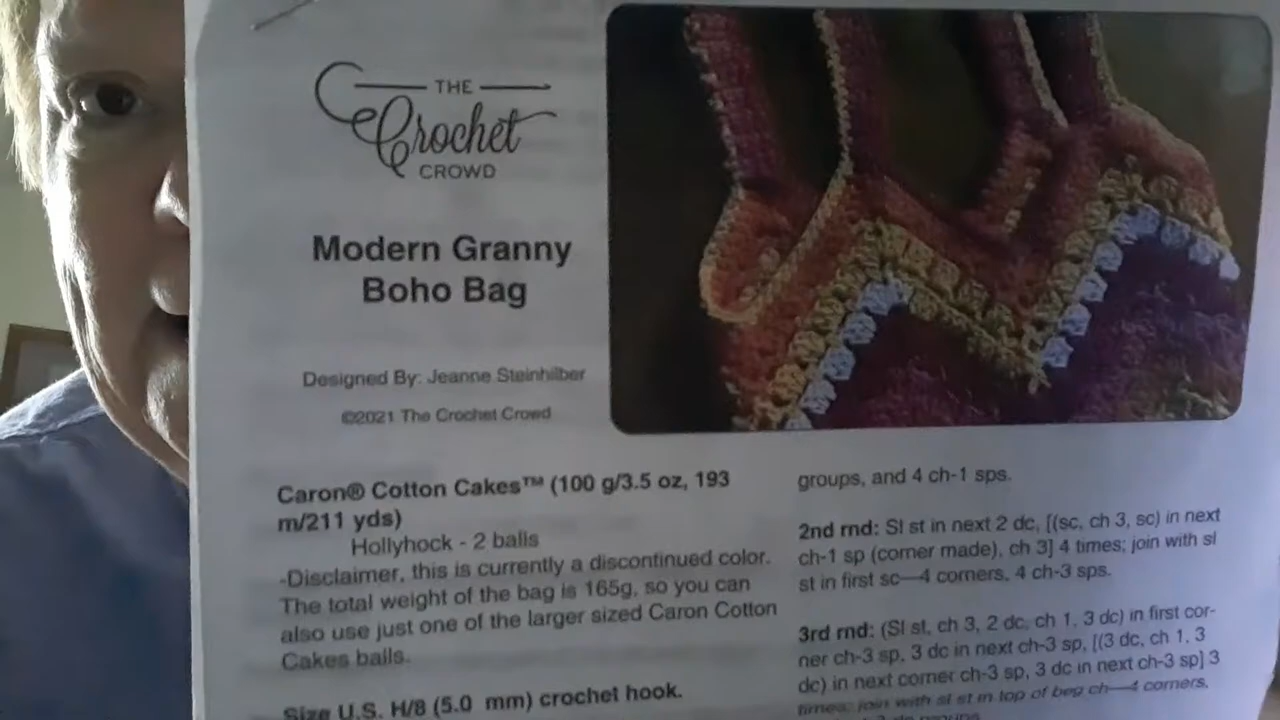 THE
Crochet
CROWD
Modern Granny
Boho Bag
Designed By: Jeanne Steinhilber
©2021 The Crochet Crowd
Caron® Cotton Cakes™ (100 g/3.5 oz, 193
m/211 yds)
Hollyhock - 2 balls
-Disclaimer, this is currently a discontinued color.
The total weight of the bag is 165g, so you can
also use just one of the larger sized Caron Cotton
Cakes balls.
Size U.S. H/8 (5.0 mm) crochet hook.
groups, and 4 ch-1 sps.
2nd rnd: Sl st in next 2 dc, [(sc, ch 3, sc) in next
ch-1 sp (corner made), ch 3] 4 times; join with sl
st in first sc—4 corners, 4 ch-3 sps.
3rd rnd: (Sl st, ch 3, 2 dc, ch 1, 3 dc) in first cor-
ner ch-3 sp, 3 dc in next ch-3 sp, [(3 dc, ch 1, 3
dc) in next corner ch-3 sp, 3 dc in next ch-3 sp] 3
times; join with sl st in top of beg ch—4 corners,